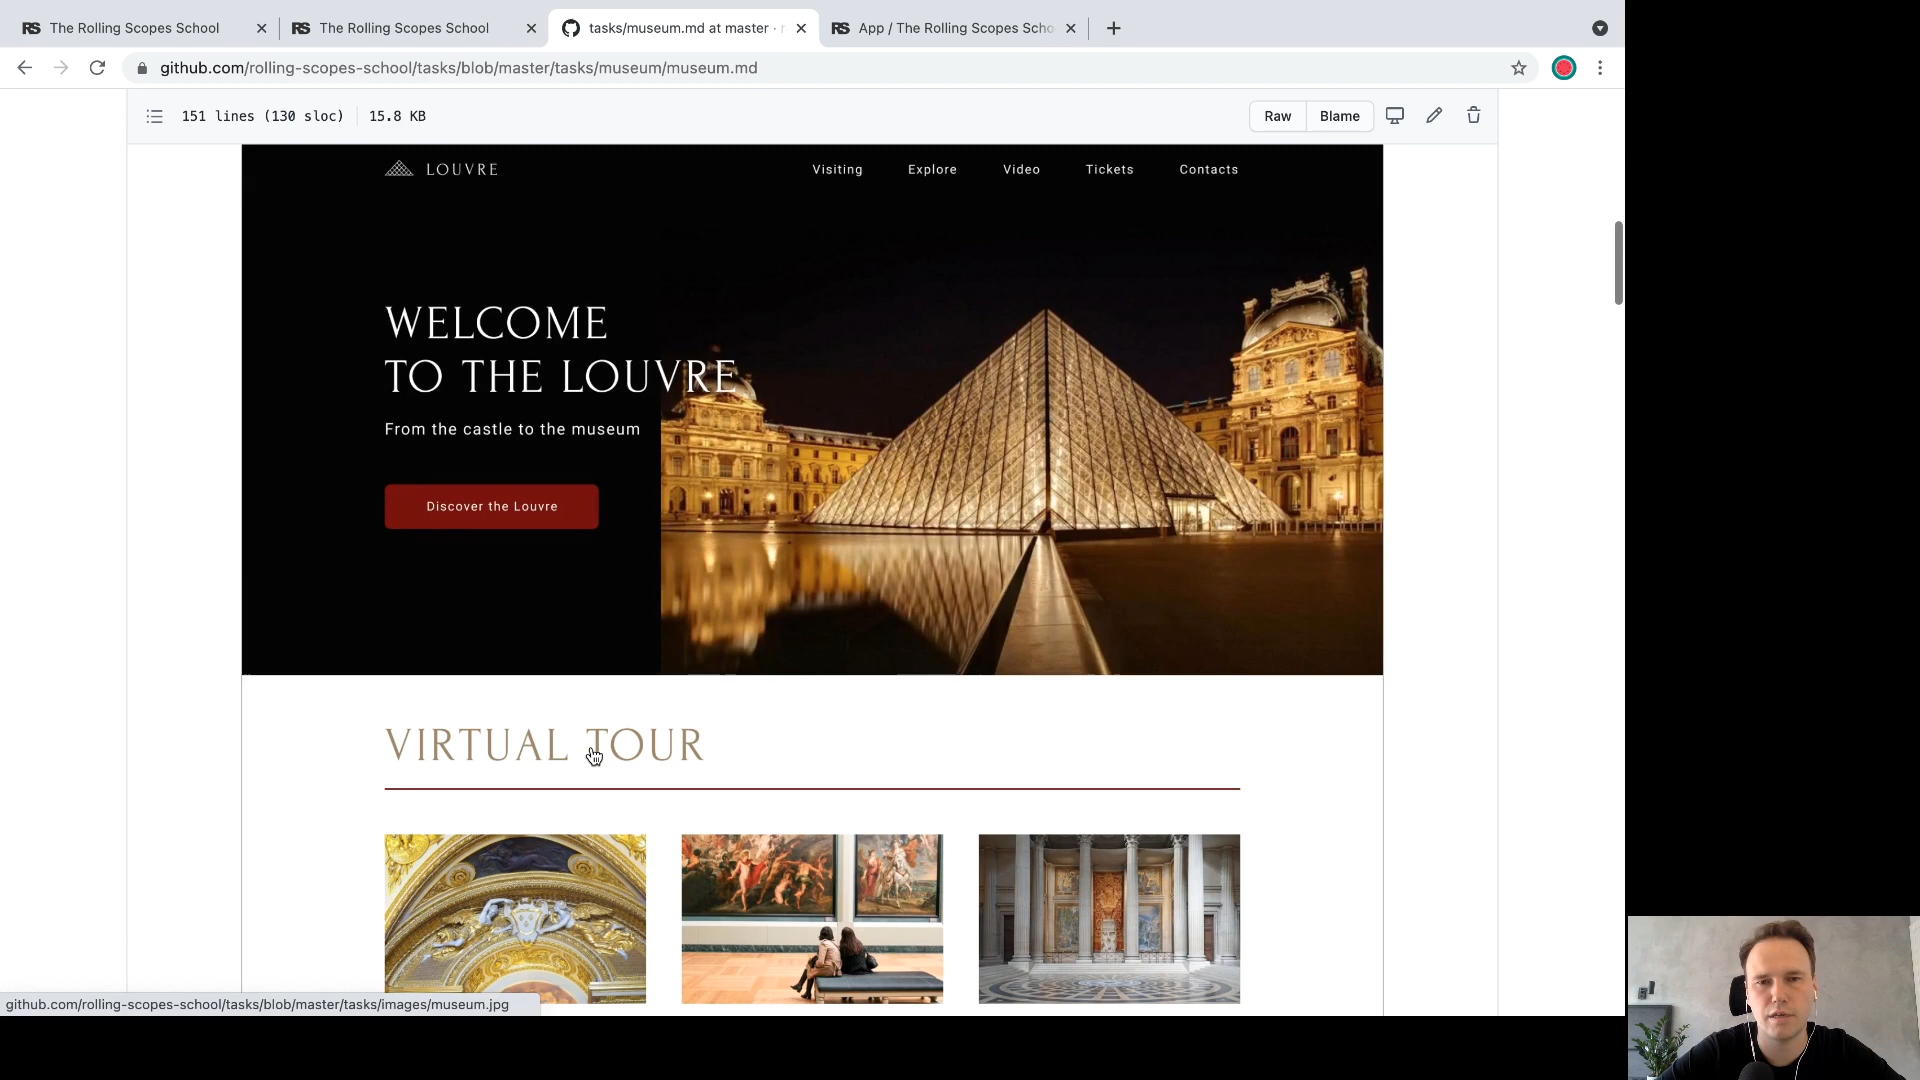 RS The Rolling Scopes School
RS The Rolling Scopes School
tasks/museum.md at master · r
RS App / The Rolling Scopes Scho
github.com/rolling-scopes-school/tasks/blob/master/tasks/museum/museum.md
151 lines (130 sloc) 15.8 KB
Raw Blame
LOUVRE
Visiting Explore Video Tickets Contacts
WELCOME
TO THE LOUVRE
From the castle to the museum
Discover the Louvre
VIRTUAL TOUR
github.com/rolling-scopes-school/tasks/blob/master/tasks/images/museum.jpg